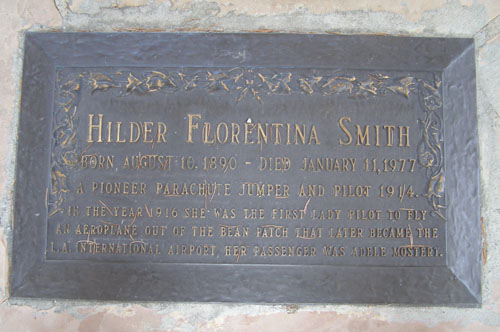 HILDER FLORENTINA SMITH
BORN, AUGUST 10, 1890 - DIED JANUARY 11, 1977
A PIONEER PARACHUTE JUMPER AND PILOT 1914.
IN THE YEAR 1916 SHE WAS THE FIRST LADY PILOT TO FLY
AN AEROPLANE OUT OF THE BEAN PATCH THAT LATER BECAME THE
L.A. INTERNATIONAL AIRPORT, HER PASSENGER WAS ADELE MOSTERY.